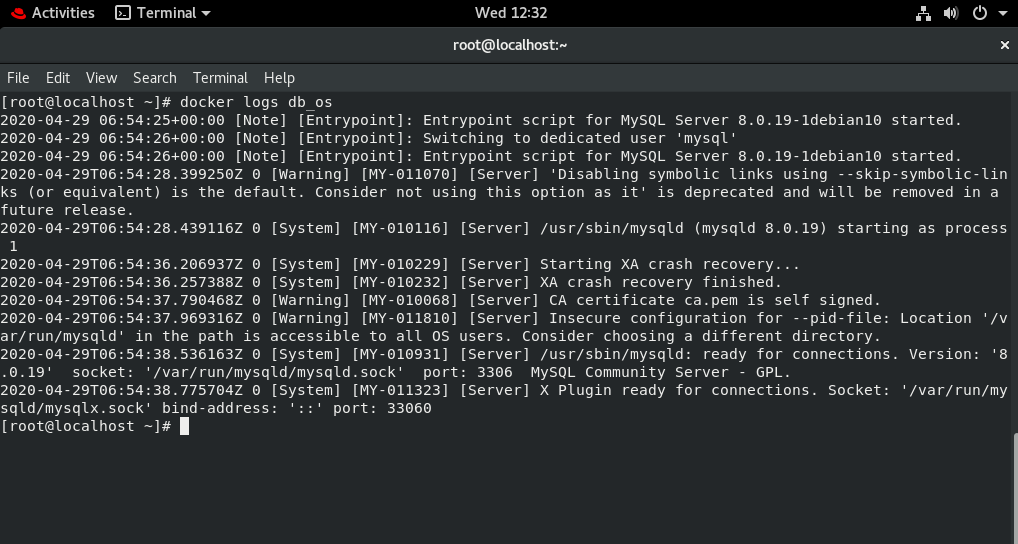 Activities Terminal Wed 12:32
root@localhost:~ ×
File Edit View Search Terminal Help
[root@localhost ~]# docker logs db_os
2020-04-29 06:54:25+00:00 [Note] [Entrypoint]: Entrypoint script for MySQL Server 8.0.19-1debian10 started.
2020-04-29 06:54:26+00:00 [Note] [Entrypoint]: Switching to dedicated user 'mysql'
2020-04-29 06:54:26+00:00 [Note] [Entrypoint]: Entrypoint script for MySQL Server 8.0.19-1debian10 started.
2020-04-29T06:54:28.399250Z 0 [Warning] [MY-011070] [Server] 'Disabling symbolic links using --skip-symbolic-lin
ks (or equivalent) is the default. Consider not using this option as it' is deprecated and will be removed in a
future release.
2020-04-29T06:54:28.439116Z 0 [System] [MY-010116] [Server] /usr/sbin/mysqld (mysqld 8.0.19) starting as process
1
2020-04-29T06:54:36.206937Z 0 [System] [MY-010229] [Server] Starting XA crash recovery...
2020-04-29T06:54:36.257388Z 0 [System] [MY-010232] [Server] XA crash recovery finished.
2020-04-29T06:54:37.790468Z 0 [Warning] [MY-010068] [Server] CA certificate ca.pem is self signed.
2020-04-29T06:54:37.969316Z 0 [Warning] [MY-011810] [Server] Insecure configuration for --pid-file: Location '/v
ar/run/mysqld' in the path is accessible to all OS users. Consider choosing a different directory.
2020-04-29T06:54:38.536163Z 0 [System] [MY-010931] [Server] /usr/sbin/mysqld: ready for connections. Version: '8
.0.19'  socket: '/var/run/mysqld/mysqld.sock'  port: 3306  MySQL Community Server - GPL.
2020-04-29T06:54:38.775704Z 0 [System] [MY-011323] [Server] X Plugin ready for connections. Socket: '/var/run/my
sqld/mysqlx.sock' bind-address: '::' port: 33060
[root@localhost ~]#